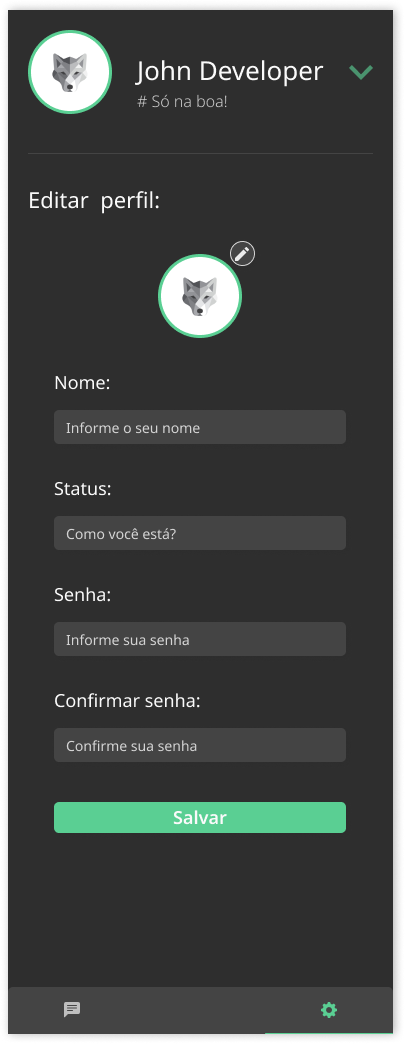 John Developer
# Só na boa!
Editar perfil:
Nome:
Informe o seu nome
Status:
Como você está?
Senha:
Informe sua senha
Confirmar senha:
Confirme sua senha
Salvar